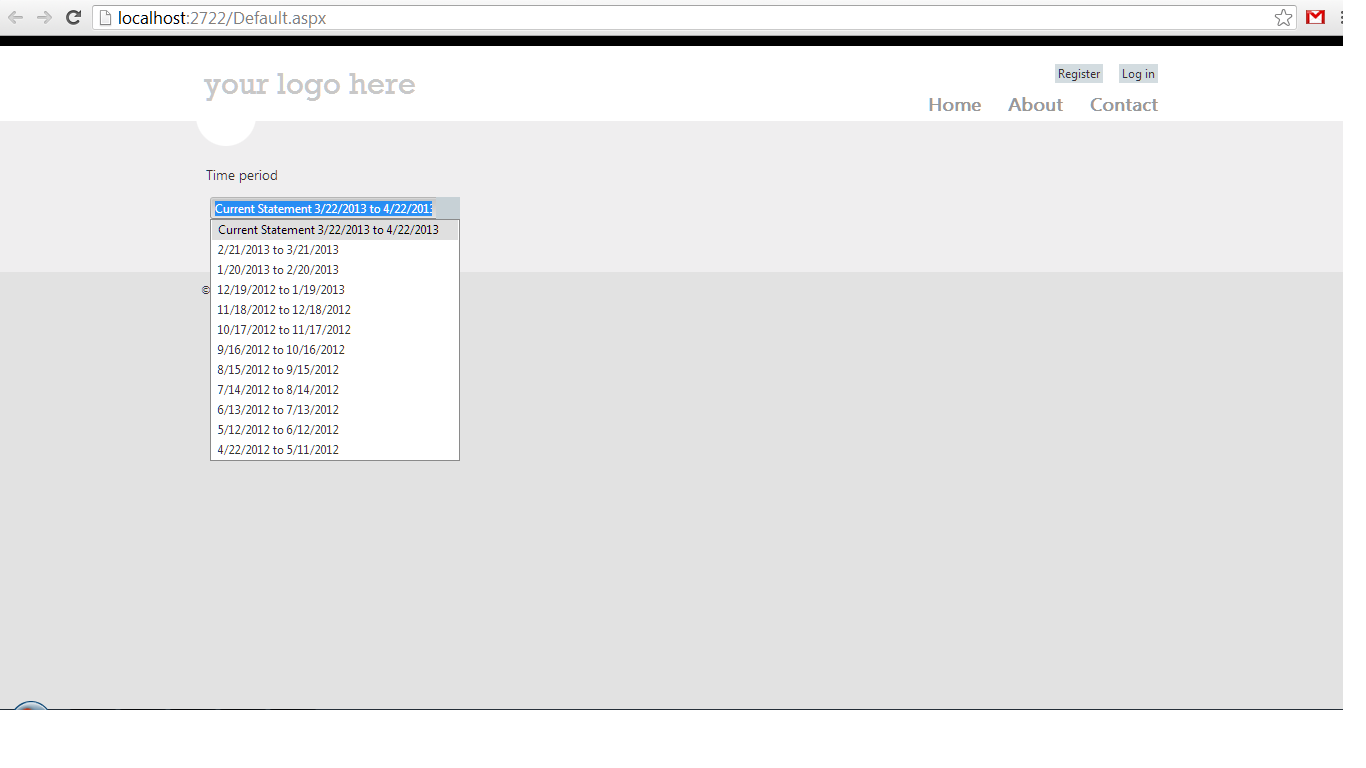 localhost:2722/Default.aspx
your logo here
Register Log in
Home About Contact
Time period
Current Statement 3/22/2013 to 4/22/2013
Current Statement 3/22/2013 to 4/22/2013
2/21/2013 to 3/21/2013
1/20/2013 to 2/20/2013
© 12/19/2012 to 1/19/2013
11/18/2012 to 12/18/2012
10/17/2012 to 11/17/2012
9/16/2012 to 10/16/2012
8/15/2012 to 9/15/2012
7/14/2012 to 8/14/2012
6/13/2012 to 7/13/2012
5/12/2012 to 6/12/2012
4/22/2012 to 5/11/2012